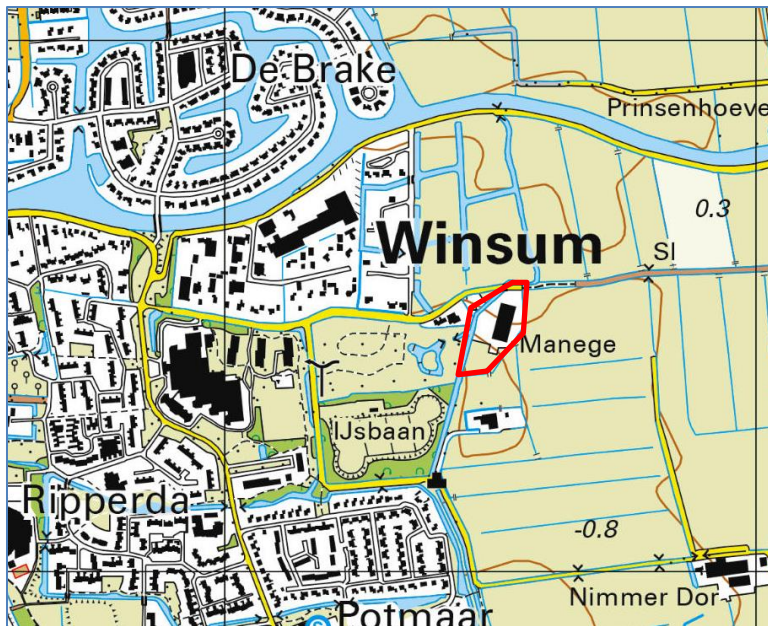 De Brake
Prinsenhoeve
0.3
Winsum
Sl
Manege
IJsbaan
Ripperda
-0.8
Nimmer Dor
Potmaar